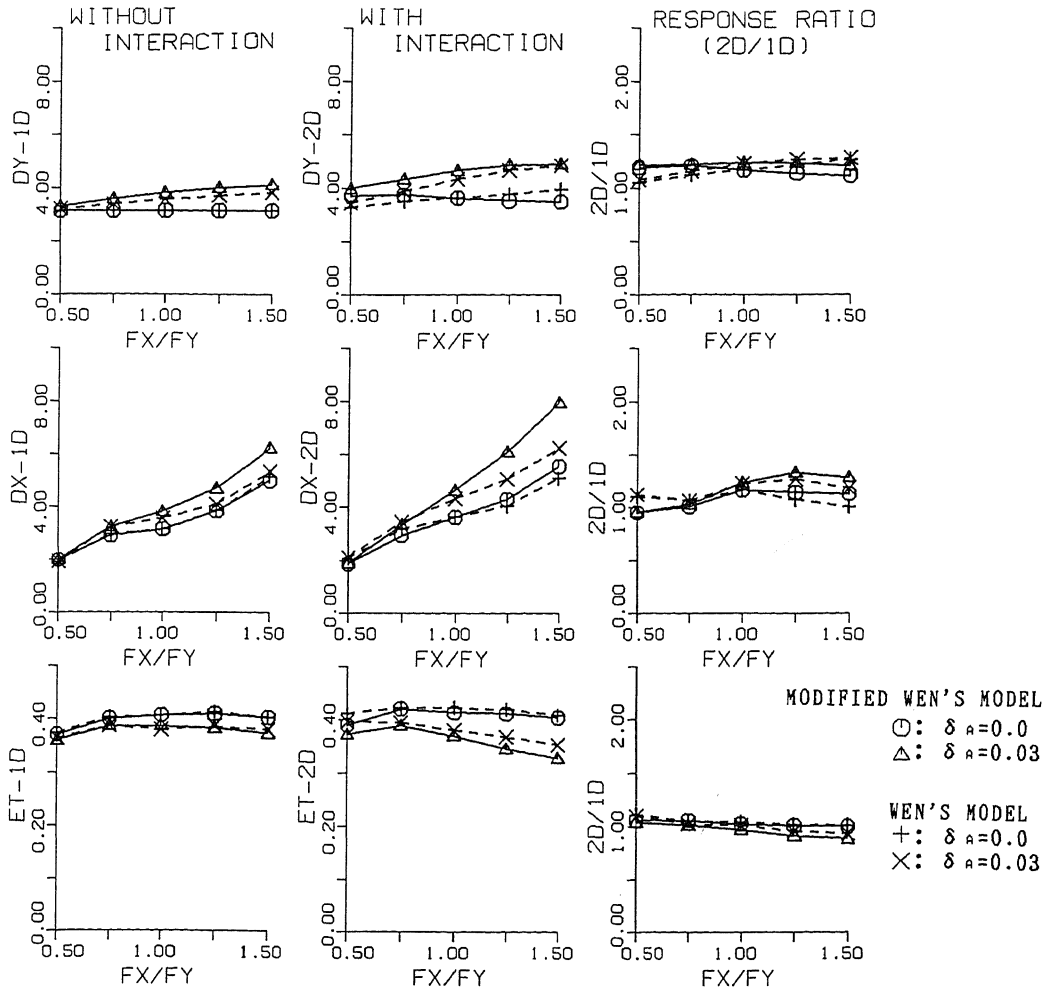 WITHOUT INTERACTION
WITH INTERACTION
RESPONSE RATIO (2D/1D)
DY-1D
0.00 4.00 8.00
0.50 1.00 1.50
FX/FY
DY-2D
0.00 4.00 8.00
0.50 1.00 1.50
FX/FY
2D/1D
0.00 1.00 2.00
0.50 1.00 1.50
FX/FY
DX-1D
0.00 4.00 8.00
0.50 1.00 1.50
FX/FY
DX-2D
0.00 4.00 8.00
0.50 1.00 1.50
FX/FY
2D/1D
0.00 1.00 2.00
0.50 1.00 1.50
FX/FY
ET-1D
0.00 0.20 0.40
0.50 1.00 1.50
FX/FY
ET-2D
0.00 0.20 0.40
0.50 1.00 1.50
FX/FY
2D/1D
0.00 1.00 2.00
0.50 1.00 1.50
FX/FY
MODIFIED WEN'S MODEL
: δ A=0.0
: δ A=0.03
WEN'S MODEL
+: δ A=0.0
×: δ A=0.03